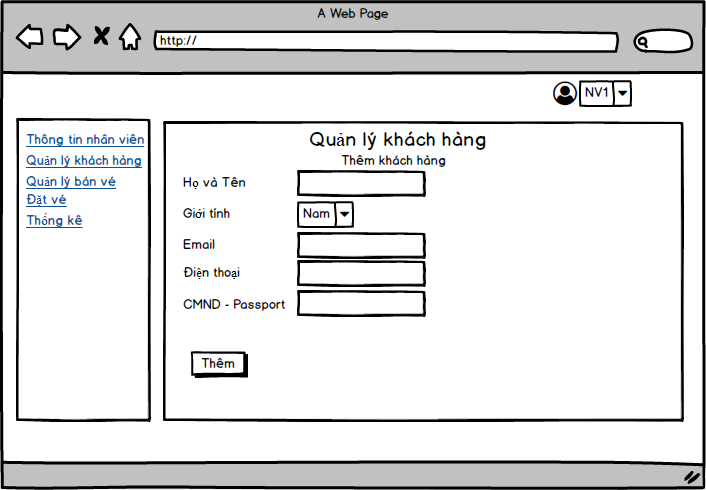 A Web Page
http://
NV1
Thông tin nhân viên
Quản lý khách hàng
Quản lý bán vé
Đặt vé
Thống kê
Quản lý khách hàng
Thêm khách hàng
Họ và Tên
Giới tính
Nam
Email
Điện thoại
CMND - Passport
Thêm